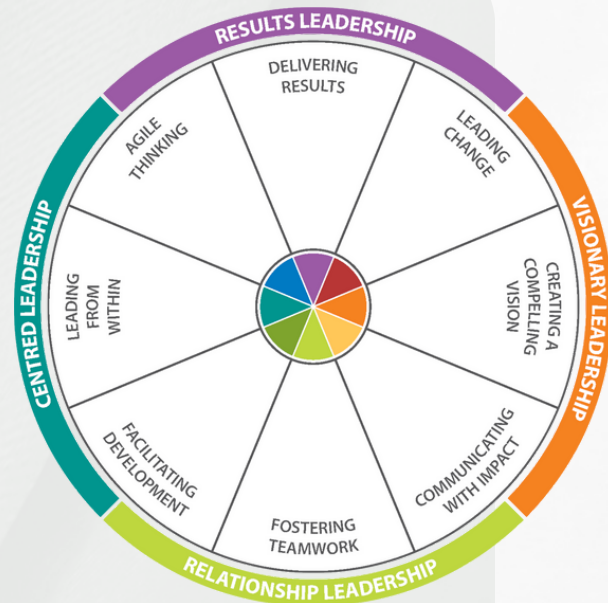 RESULTS LEADERSHIP
DELIVERING
RESULTS
LEADING
CHANGE
VISIONARY LEADERSHIP
CREATING A
COMPELLING
VISION
COMMUNICATING
WITH IMPACT
RELATIONSHIP LEADERSHIP
FOSTERING
TEAMWORK
FACILITATING
DEVELOPMENT
CENTRED LEADERSHIP
LEADING
FROM
WITHIN
AGILE
THINKING